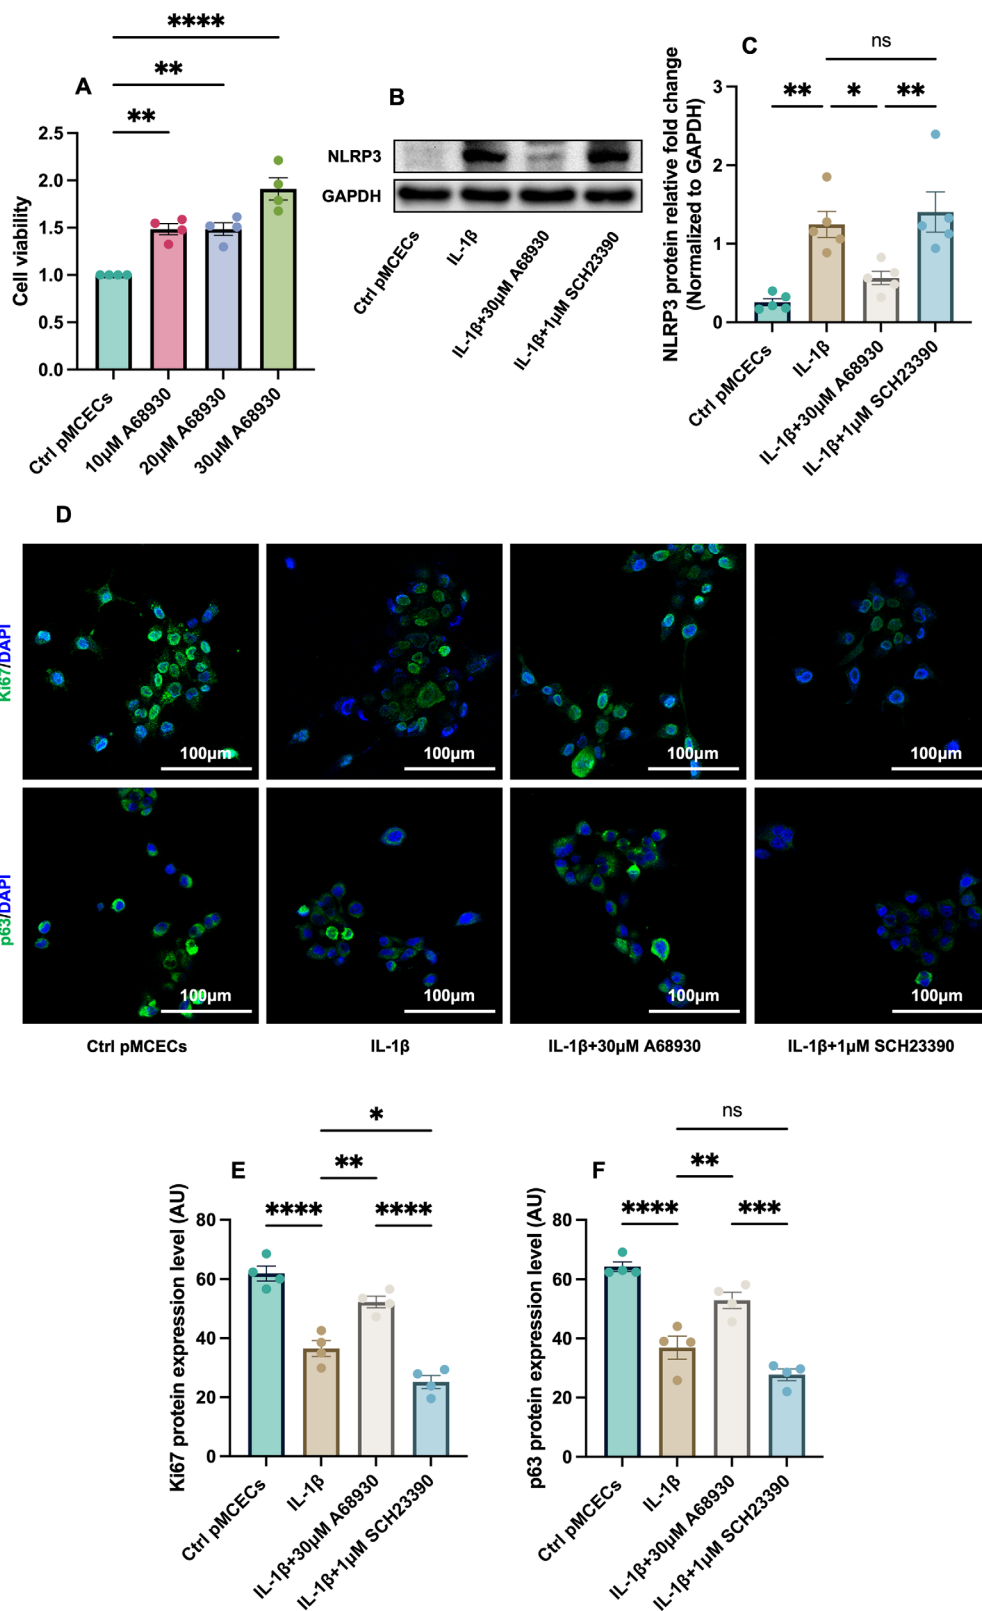 ****
**
**
A
Cell viability
2.5
2.0
1.5
1.0
0.5
0.0
Ctrl pMCECs
10μM A68930
20μM A68930
30μM A68930
B
NLRP3
GAPDH
Ctrl pMCECs
IL-1β
IL-1β+30μM A68930
IL-1β+1μM SCH23390
C
ns
** * **
NLRP3 protein relative fold change
(Normalized to GAPDH)
3
2
1
0
Ctrl pMCECs
IL-1β
IL-1β+30μM A68930
IL-1β+1μM SCH23390
D
Ki67/DAPI
100μm
100μm
100μm
100μm
p63/DAPI
100μm
100μm
100μm
100μm
Ctrl pMCECs
IL-1β
IL-1β+30μM A68930
IL-1β+1μM SCH23390
E
*
**
**** ****
Ki67 protein expression level (AU)
80
60
40
20
0
Ctrl pMCECs
IL-1β
IL-1β+30μM A68930
IL-1β+1μM SCH23390
F
ns
**
**** ***
p63 protein expression level (AU)
80
60
40
20
0
Ctrl pMCECs
IL-1β
IL-1β+30μM A68930
IL-1β+1μM SCH23390